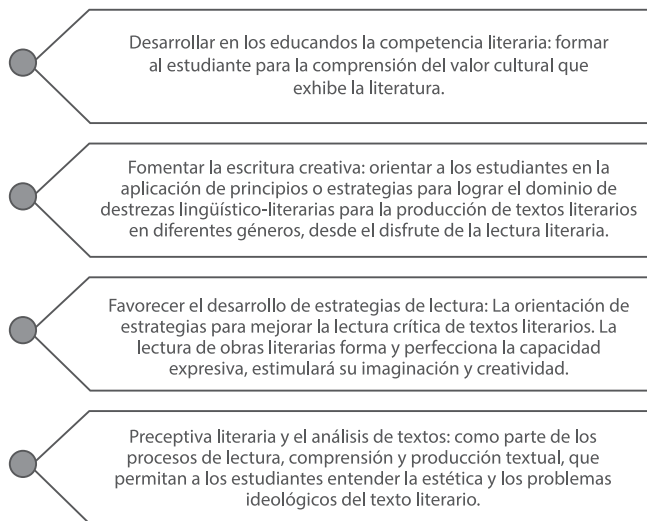 Desarrollar en los educandos la competencia literaria: formar
al estudiante para la comprensión del valor cultural que
exhibe la literatura.
Fomentar la escritura creativa: orientar a los estudiantes en la
aplicación de principios o estrategias para lograr el dominio de
destrezas lingüístico-literarias para la producción de textos literarios
en diferentes géneros, desde el disfrute de la lectura literaria.
Favorecer el desarrollo de estrategias de lectura: La orientación de
estrategias para mejorar la lectura crítica de textos literarios. La
lectura de obras literarias forma y perfecciona la capacidad
expresiva, estimulará su imaginación y creatividad.
Preceptiva literaria y el análisis de textos: como parte de los
procesos de lectura, comprensión y producción textual, que
permitan a los estudiantes entender la estética y los problemas
ideológicos del texto literario.